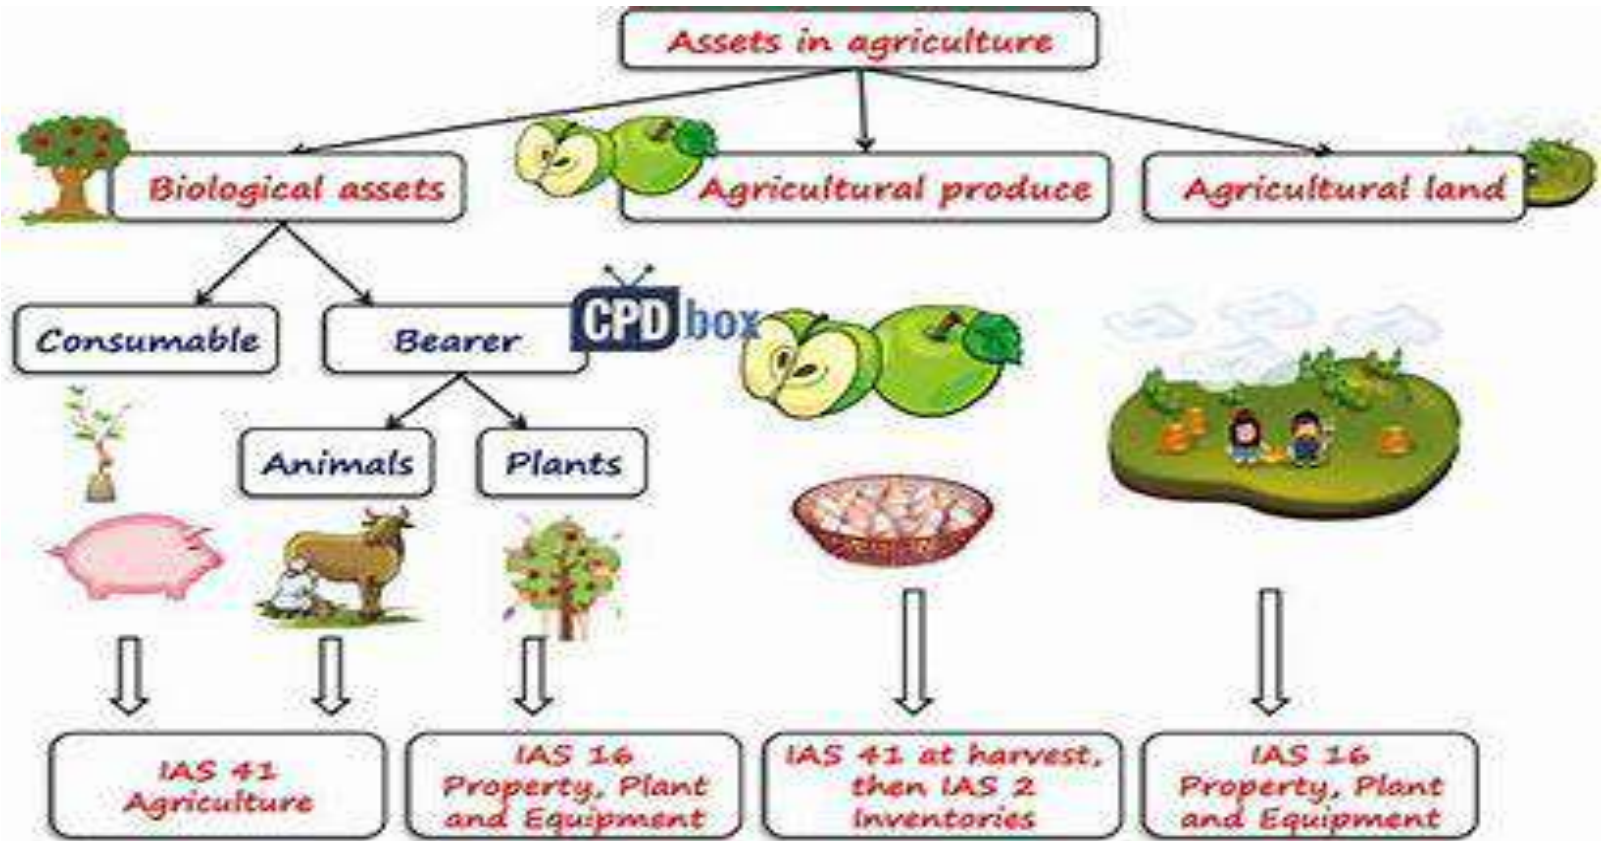 Assets in agriculture
Biological assets
Agricultural produce
Agricultural land
Consumable
Bearer
CPD box
Animals
Plants
IAS 41
Agriculture
IAS 16
Property, Plant
and Equipment
IAS 41 at harvest,
then IAS 2
Inventories
IAS 16
Property, Plant
and Equipment